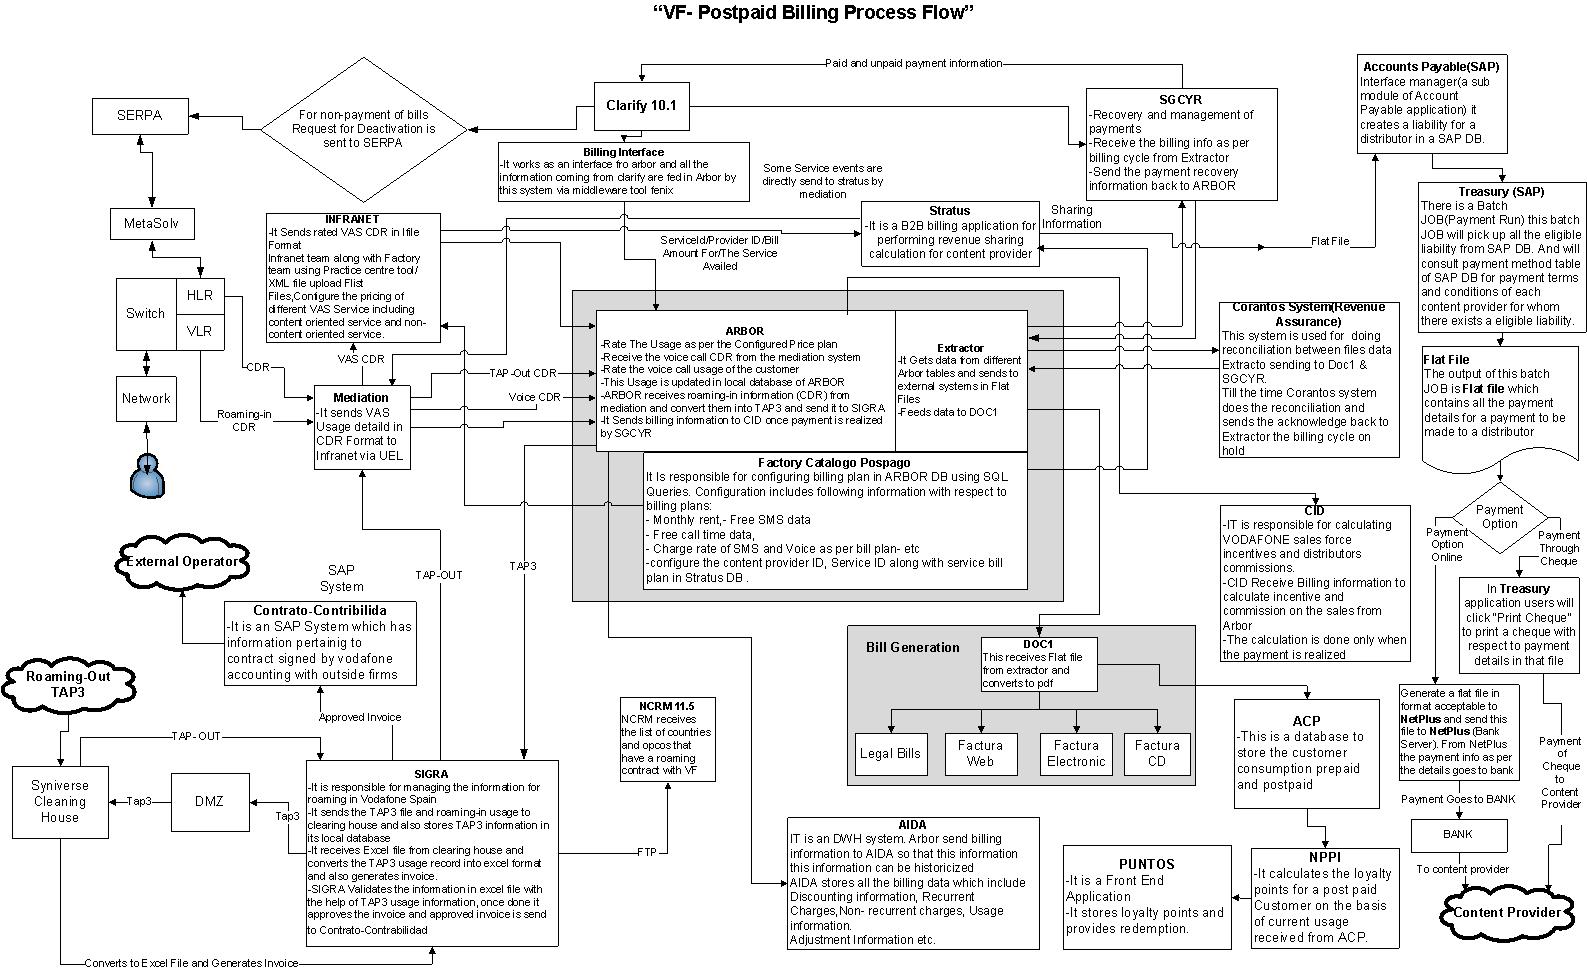 “VF- Postpaid Billing Process Flow”
Paid and unpaid payment information
Clarify 10.1
SERPA
For non-payment of bills
Request for Deactivation is
sent to SERPA
Billing Interface
-It works as an interface fro arbor and all the
information coming from clarify are fed in Arbor by
this system via middleware tool fenix
Some Service events are
directly send to stratus by
mediation
SGCYR
-Recovery and management of
payments
-Receive the billing info as per
billing cycle from Extractor
-Send the payment recovery
information back to ARBOR
Accounts Payable(SAP)
Interface manager(a sub
module of Account
Payable application) it
creates a liability for a
distributor in a SAP DB.
MetaSolv
INFRANET
-It Sends rated VAS CDR in Ifile
Format
Infranet team along with Factory
team using Practice centre tool/
XML file upload Flist
Files,Configure the pricing of
different VAS Service including
content oriented service and non-
content oriented service.
ServiceId/Provider ID/Bill
Amount For/The Service
Availed
Stratus
-It is a B2B billing application for
performing revenue sharing
calculation for content provider
Sharing
Information
Flat File
Treasury (SAP)
There is a Batch
JOB(Payment Run) this batch
JOB will pick up all the eligible
liability from SAP DB. And will
consult payment method table
of SAP DB for payment terms
and conditions of each
content provider for whom
there exists a eligible liability.
Switch
HLR
VLR
Network
CDR
Roaming-in
CDR
VAS CDR
Mediation
-It sends VAS
Usage detaild in
CDR Format to
Infranet via UEL
TAP-Out CDR
Voice CDR
ARBOR
-Rate The Usage as per the Configured Price plan
-Receive the voice call CDR from the mediation system
-Rate the voice call usage of the customer
-This Usage is updated in local database of ARBOR
-ARBOR receives roaming-in information (CDR) from
mediation and convert them into TAP3 and send it to SIGRA
-It Sends billing information to CID once payment is realized
by SGCYR
Extractor
-It Gets data from different
Arbor tables and sends to
external systems in Flat
Files
-Feeds data to DOC1
Corantos System(Revenue
Assurance)
This system is used for  doing
reconciliation between files data
Extracto sending to Doc1 &
SGCYR.
Till the time Corantos system
does the reconciliation and
sends the acknowledge back to
Extractor the billing cycle on
hold
Flat File
The output of this batch
JOB is Flat file which
contains all the payment
details for a payment to be
made to a distributor
Factory Catalogo Pospago
It Is responsible for configuring billing plan in ARBOR DB using SQL
Queries. Configuration includes following information with respect to
billing plans:
- Monthly rent,- Free SMS data
- Free call time data,
- Charge rate of SMS and Voice as per bill plan- etc
-configure the content provider ID, Service ID along with service bill
plan in Stratus DB .
TAP3
TAP-OUT
External Operator
SAP
System
Contrato-Contribilida
-It is an SAP System which has
information pertainig to
contract signed by vodafone
accounting with outside firms
CID
-IT is responsible for calculating
VODAFONE sales force
incentives and distributors
commissions.
-CID Receive Billing information to
calculate incentive and
commission on the sales from
Arbor
-The calculation is done only when
the payment is realized
Payment
Option
Payment
Option
Online
Payment
Through
Cheque
In Treasury
application users will
click "Print Cheque"
to print a cheque with
respect to payment
details in that file
Bill Generation
DOC1
This receives Flat file
from extractor and
converts to pdf
Legal Bills
Factura
Web
Factura
Electronic
Factura
CD
Roaming-Out
TAP3
Approved Invoice
TAP-OUT
NCRM 11.5
NCRM receives
the list of countries
and opcos that
have a roaming
contract with VF
ACP
-This is a database to
store the customer
consumption prepaid
and postpaid
Generate a flat file in
format acceptable to
NetPlus and send this
file to NetPlus (Bank
Server). From NetPlus
the payment info as per
the details goes to bank
Payment
of
Cheque
to
Content
Provider
Payment Goes to BANK
BANK
To content provider
Content Provider
Syniverse
Cleaning
House
Tap3
DMZ
Tap3
SIGRA
-It is responsible for managing the information for
roaming in Vodafone Spain
-It sends the TAP3 file and roaming-in usage to
clearing house and also stores TAP3 information in
its local database
-It receives Excel file from clearing house and
converts the TAP3 usage record into excel format
and also generates invoice.
-SIGRA Validates the information in excel file with
the help of TAP3 usage information, once done it
approves the invoice and approved invoice is send
to Contrato-Contrabilidad
FTP
AIDA
IT is an DWH system. Arbor send billing
information to AIDA so that this information
this information can be historicized
AIDA stores all the billing data which include
Discounting information, Recurrent
Charges,Non- recurrent charges, Usage
information.
Adjustment Information etc.
PUNTOS
-It is a Front End
Application
-It stores loyalty points and
provides redemption.
NPPI
-It calculates the loyalty
points for a post paid
Customer on the basis
of current usage
received from ACP.
Converts to Excel File and Generates Invoice